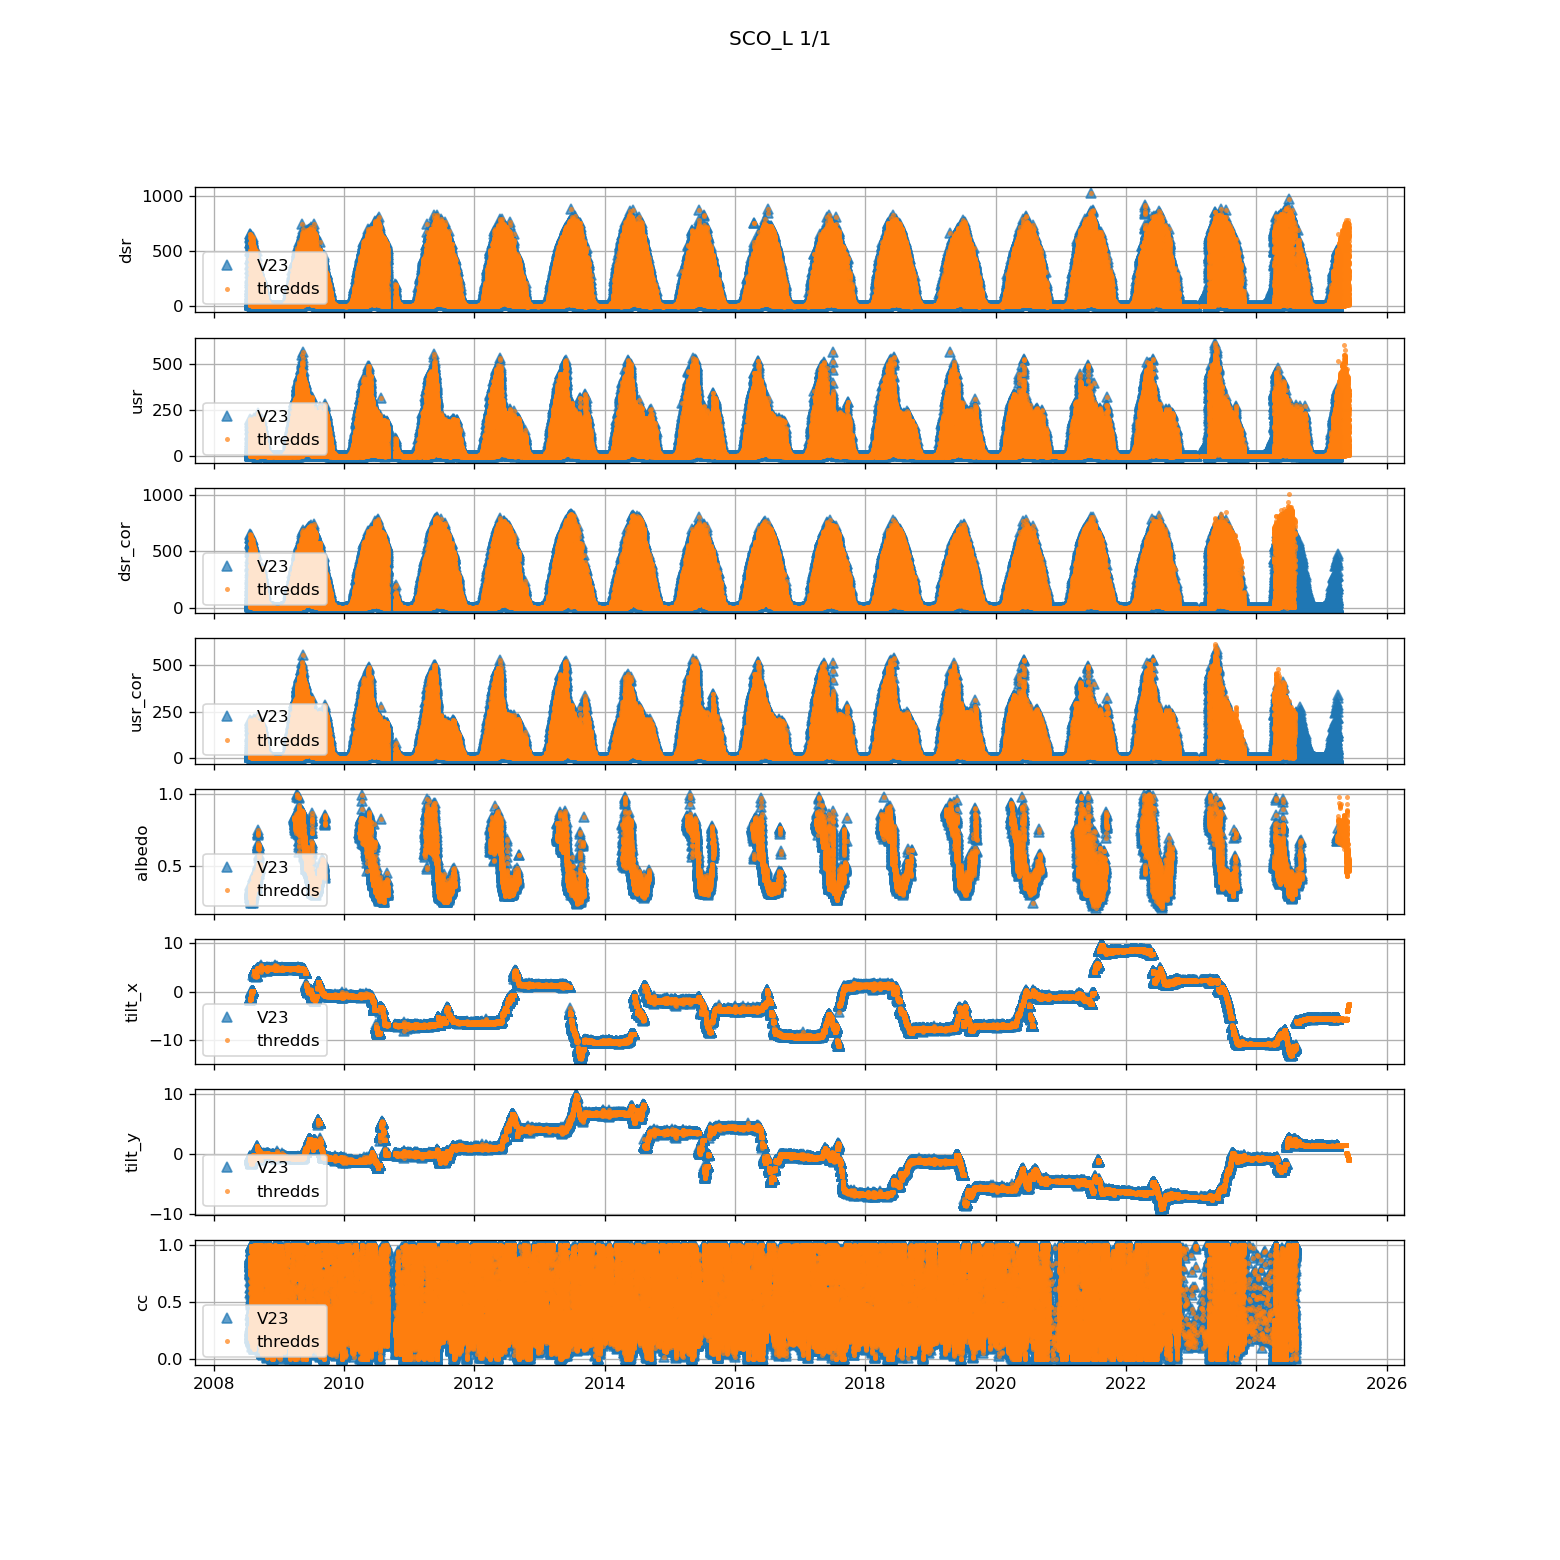 SCO_L 1/1
1000
500
0
dsr
V23
thredds
500
250
0
usr
V23
thredds
1000
500
0
dsr_cor
V23
thredds
500
250
0
usr_cor
V23
thredds
1.0
0.5
albedo
V23
thredds
10
0
−10
tilt_x
V23
thredds
10
0
−10
tilt_y
V23
thredds
1.0
0.5
0.0
cc
V23
thredds
2008 2010 2012 2014 2016 2018 2020 2022 2024 2026